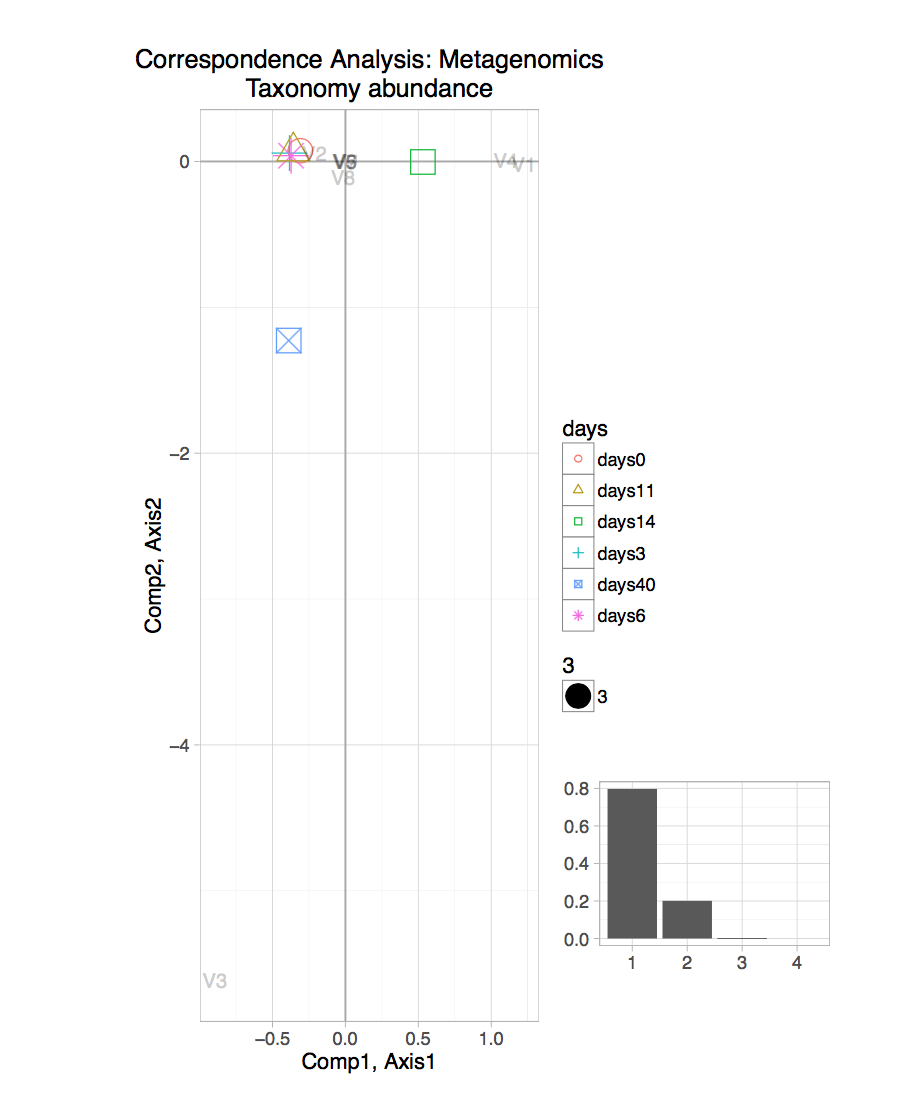 Correspondence Analysis: Metagenomics
Taxonomy abundance
V2
V8
V4
V1
0
−2
−4
Comp2, Axis2
V3
−0.5 0.0 0.5 1.0
Comp1, Axis1
days
days0
days11
days14
days3
days40
days6
3
3
0.8
0.6
0.4
0.2
0.0
1 2 3 4